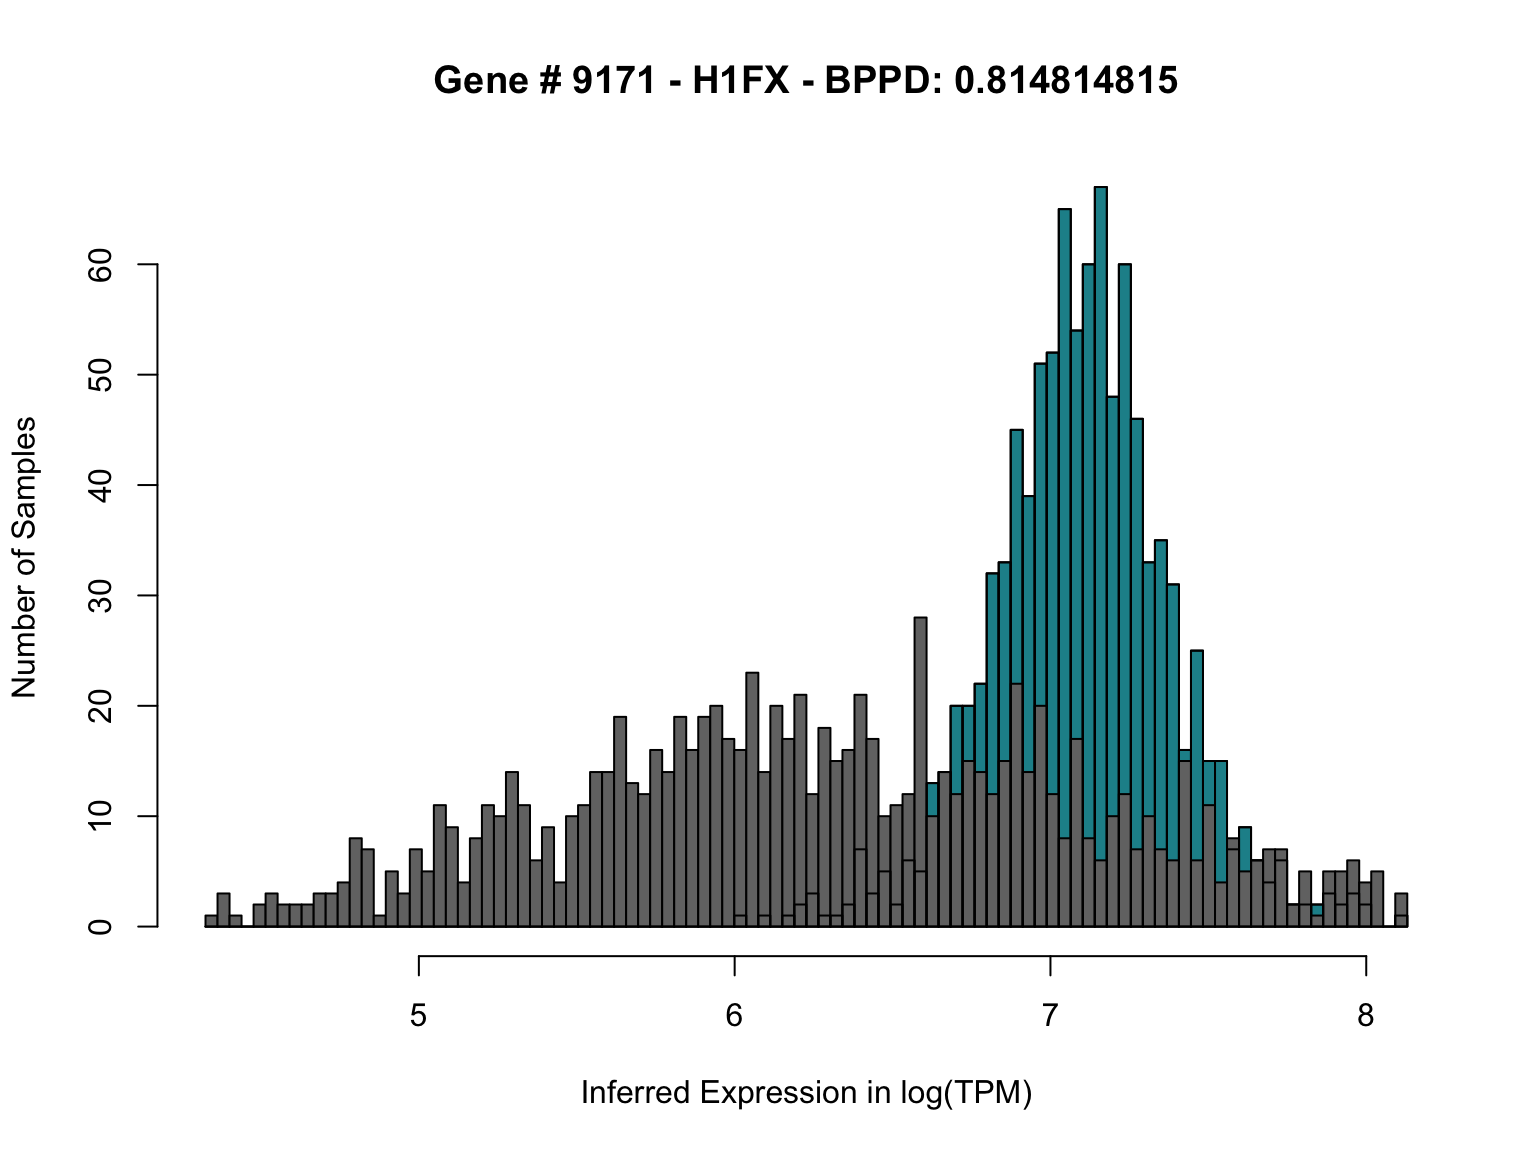 Gene # 9171 - H1FX - BPPD: 0.814814815
Number of Samples
60
50
40
30
20
10
0
5 6 7 8
Inferred Expression in log(TPM)